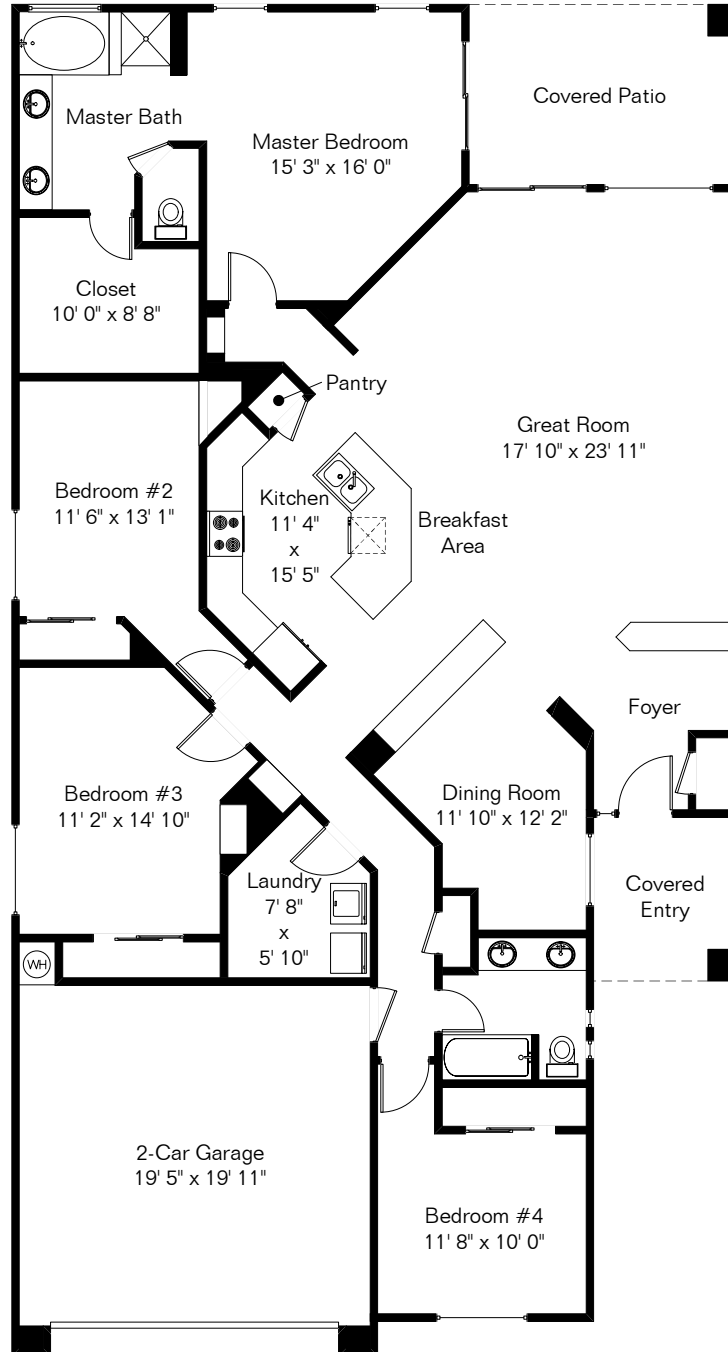 Covered Patio
Master Bath
Master Bedroom
15' 3" x 16' 0"
Closet
10' 0" x 8' 8"
Pantry
Great Room
17' 10" x 23' 11"
Bedroom #2
11' 6" x 13' 1"
Kitchen
11' 4"
x
15' 5"
Breakfast
Area
Foyer
Bedroom #3
11' 2" x 14' 10"
Dining Room
11' 10" x 12' 2"
Laundry
7' 8"
x
5' 10"
Covered
Entry
WH
2-Car Garage
19' 5" x 19' 11"
Bedroom #4
11' 8" x 10' 0"